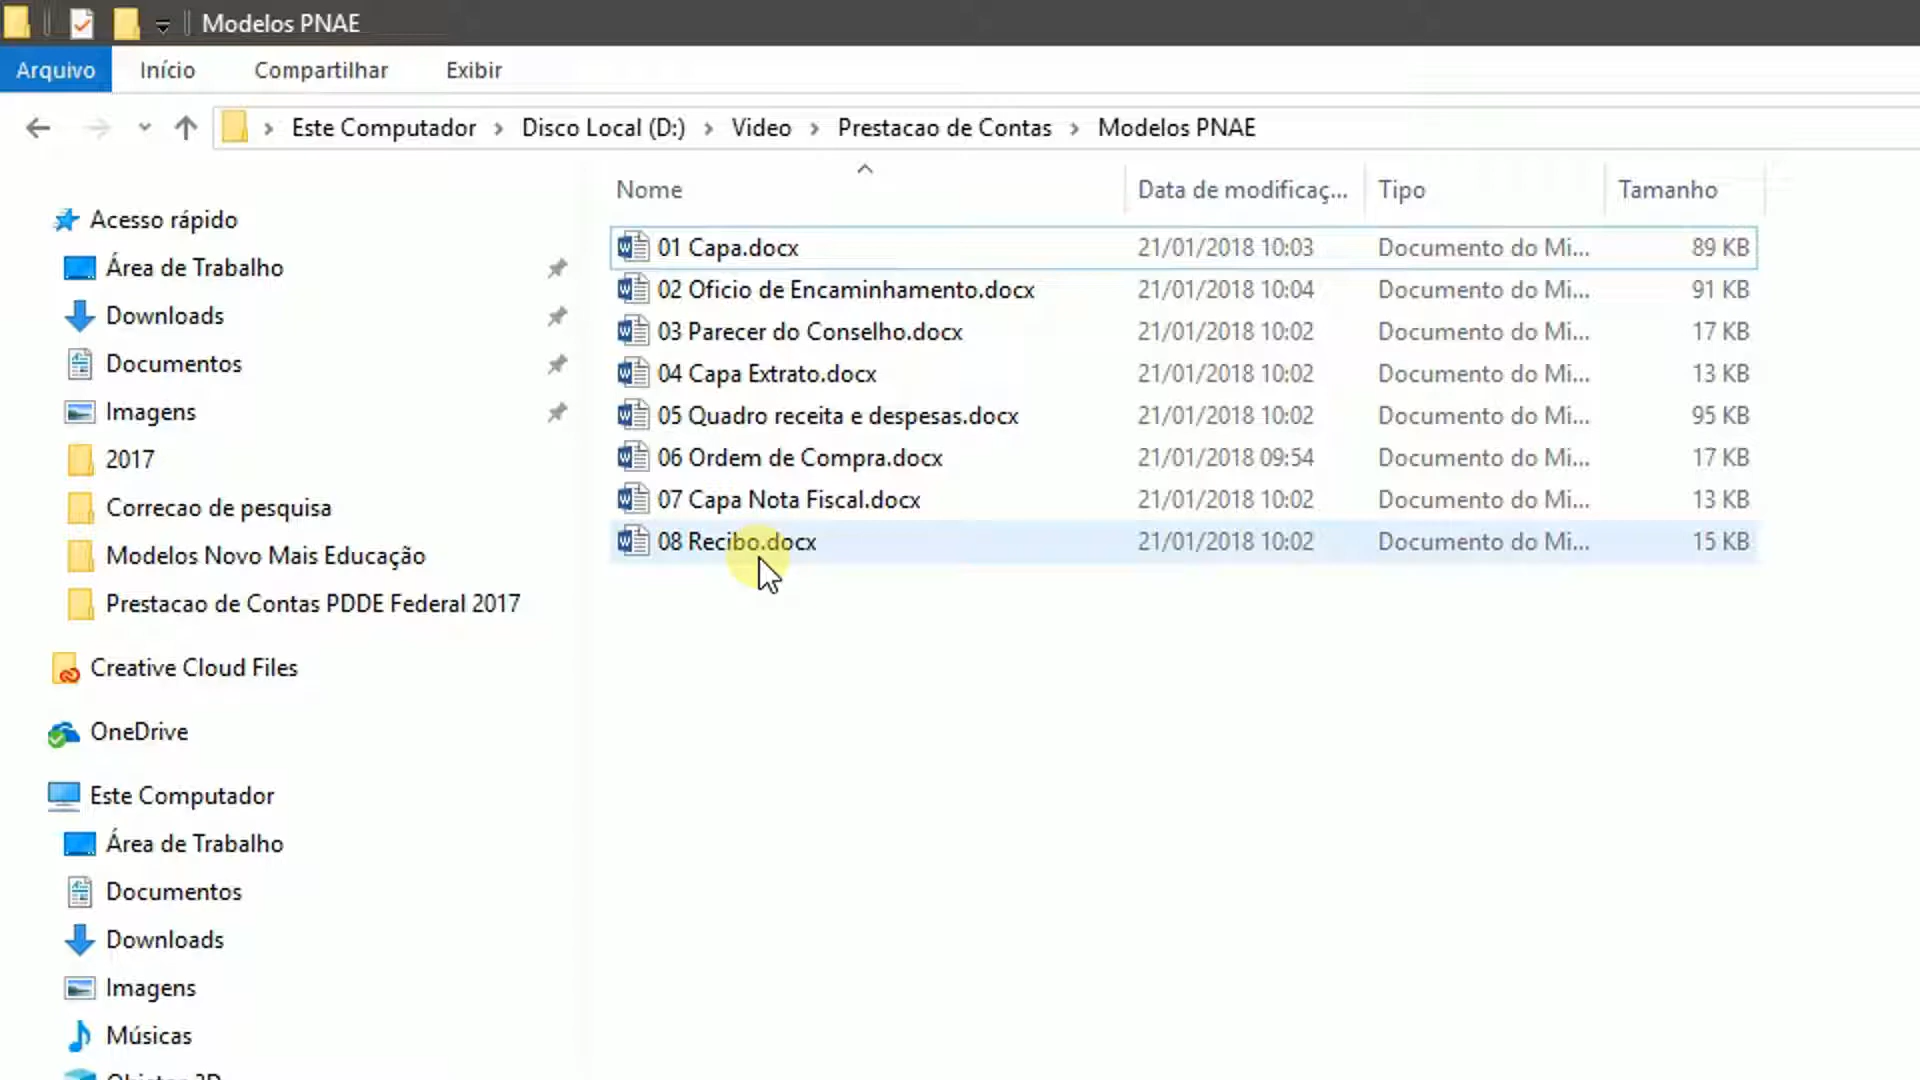 Modelos PNAE
Arquivo Início Compartilhar Exibir
Este Computador > Disco Local (D:) > Video > Prestacao de Contas > Modelos PNAE
Nome Data de modificaç... Tipo Tamanho
Acesso rápido
Área de Trabalho
Downloads
Documentos
Imagens
2017
Correcao de pesquisa
Modelos Novo Mais Educação
Prestacao de Contas PDDE Federal 2017
Creative Cloud Files
OneDrive
Este Computador
Área de Trabalho
Documentos
Downloads
Imagens
Músicas
01 Capa.docx 21/01/2018 10:03 Documento do Mi... 89 KB
02 Oficio de Encaminhamento.docx 21/01/2018 10:04 Documento do Mi... 91 KB
03 Parecer do Conselho.docx 21/01/2018 10:02 Documento do Mi... 17 KB
04 Capa Extrato.docx 21/01/2018 10:02 Documento do Mi... 13 KB
05 Quadro receita e despesas.docx 21/01/2018 10:02 Documento do Mi... 95 KB
06 Ordem de Compra.docx 21/01/2018 09:54 Documento do Mi... 17 KB
07 Capa Nota Fiscal.docx 21/01/2018 10:02 Documento do Mi... 13 KB
08 Recibo.docx 21/01/2018 10:02 Documento do Mi... 15 KB